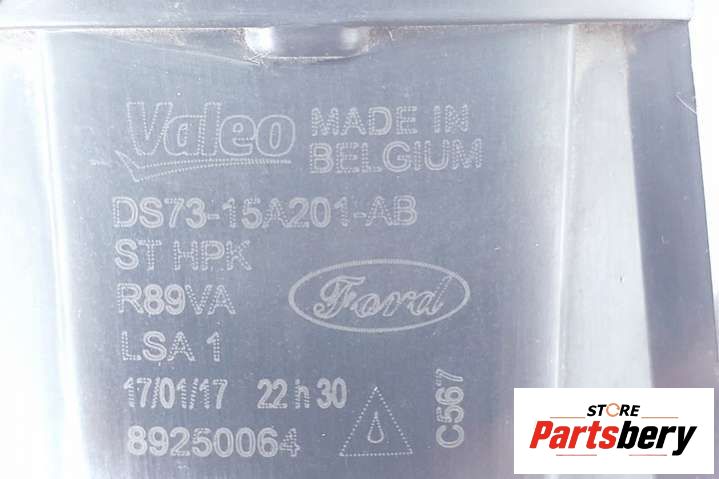 Valeo MADE IN
BELGIUM
DS73-15A201-AB
ST HPK
R89VA
Ford
LSA 1
17/01/17 22 h 30
89250064
C567
STORE
Partsbery